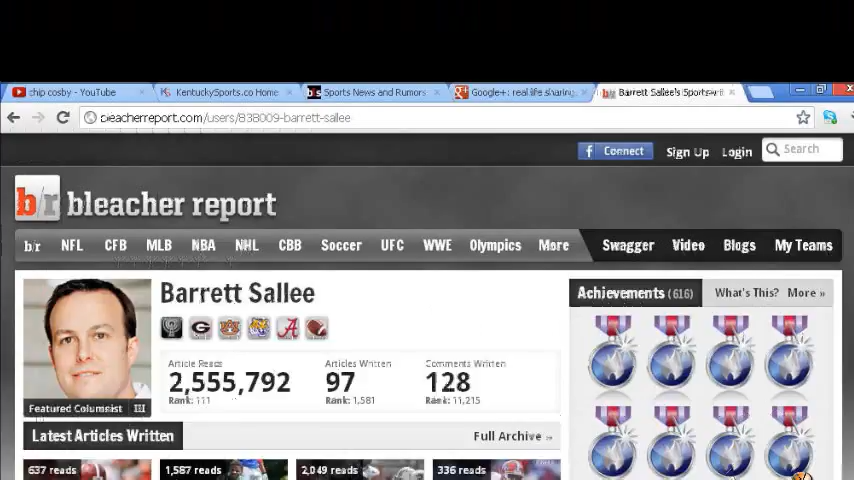 chip cosby - YouTube
KentuckySports.co Home
Sports News and Rumors
Google+: real life sharing
Barrett Sallee's Sports-writ
bleacherreport.com/users/838009-barrett-sallee
Connect Sign Up Login Search
b/r bleacher report
b/r NFL CFB MLB NBA NHL CBB Soccer UFC WWE Olympics More Swagger Video Blogs My Teams
Barrett Sallee
Article Reads Articles Written Comments Written
2,555,792 97 128
Rank: 111 Rank: 1,581 Rank: 11,215
Featured Columnist III
Achievements (616) What's This? More »
Latest Articles Written Full Archive »
637 reads 1,587 reads 2,049 reads 336 reads